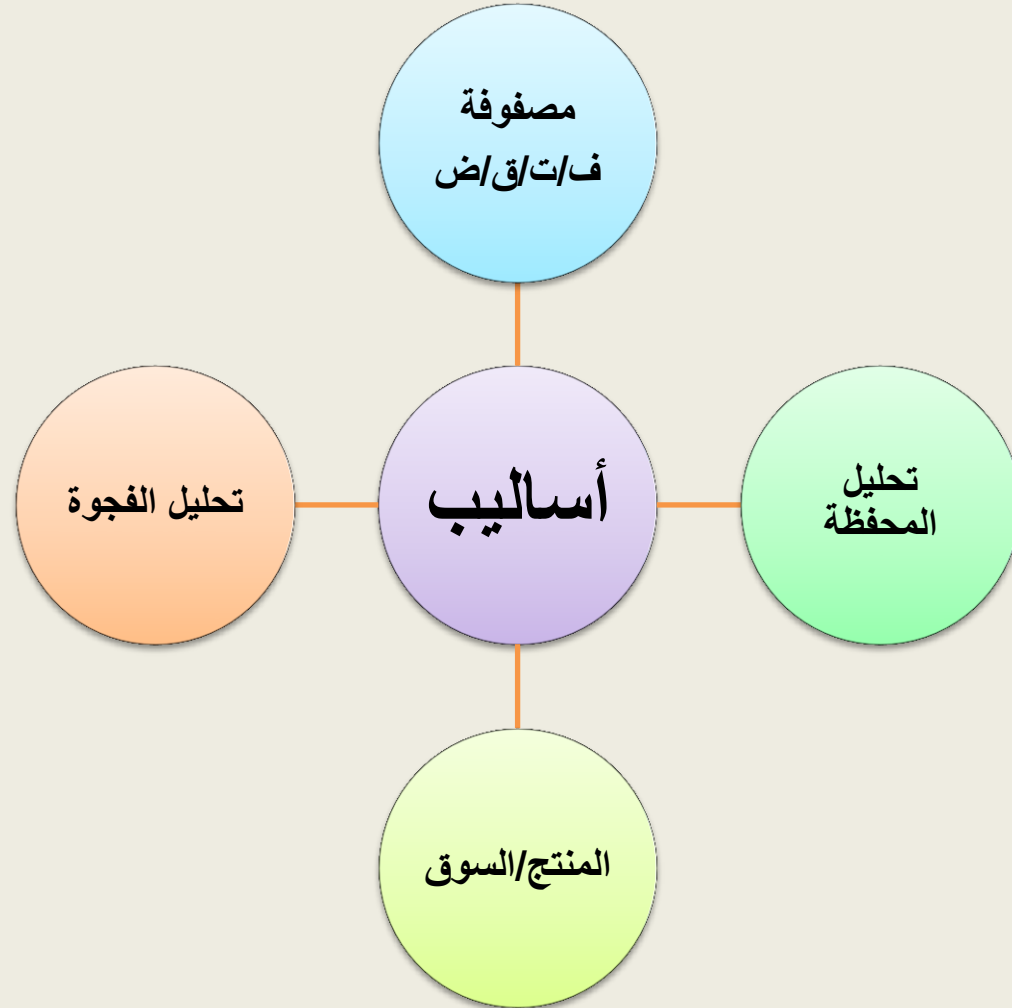 مصفوفة
ف/ت/ق/ض
تحليل
المحفظة
أساليب
تحليل الفجوة
المنتج/السوق